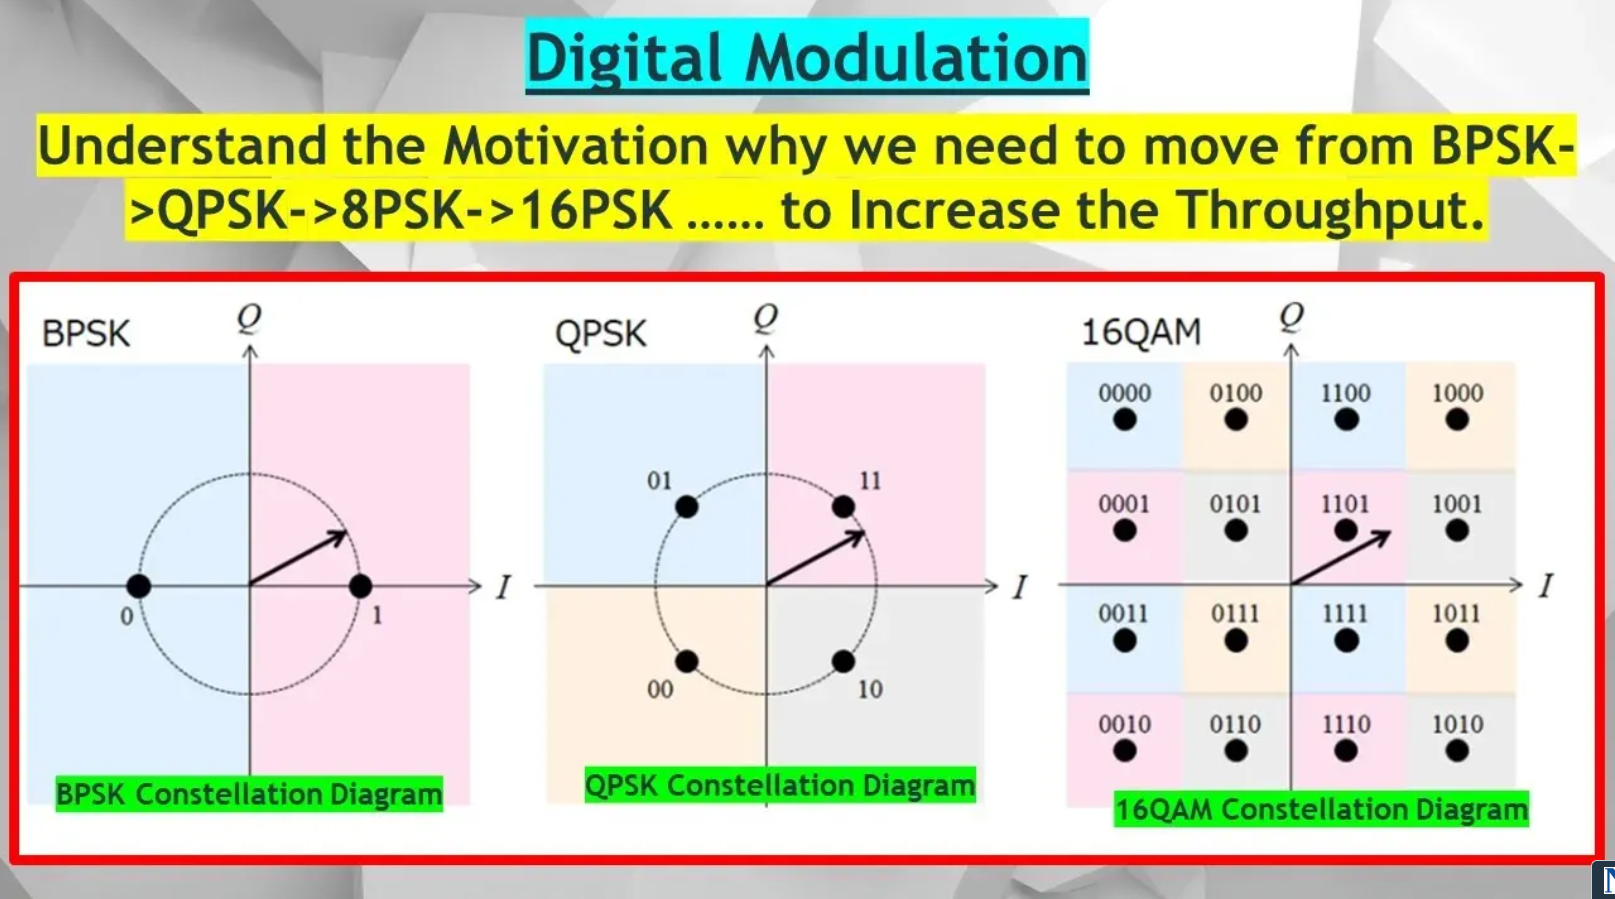 Digital Modulation
Understand the Motivation why we need to move from BPSK-
>QPSK->8PSK->16PSK ...... to Increase the Throughput.
BPSK
Q
I
0
1
BPSK Constellation Diagram
QPSK
Q
I
01
11
00
10
QPSK Constellation Diagram
16QAM
Q
I
0000 0100 1100 1000
0001 0101 1101 1001
0011 0111 1111 1011
0010 0110 1110 1010
16QAM Constellation Diagram